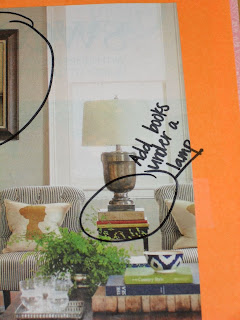 Add books
under a
lamp.